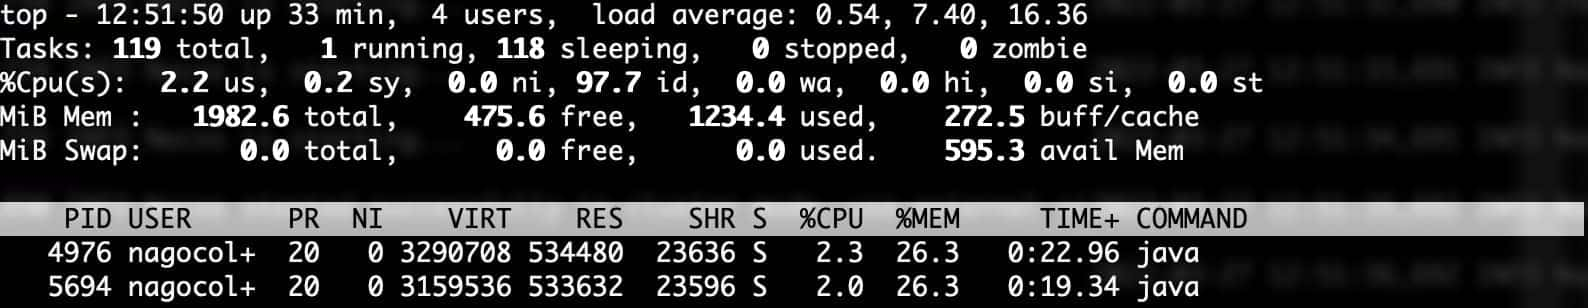 top - 12:51:50 up 33 min,  4 users,  load average: 0.54, 7.40, 16.36
Tasks: 119 total,   1 running, 118 sleeping,   0 stopped,   0 zombie
%Cpu(s):  2.2 us,  0.2 sy,  0.0 ni, 97.7 id,  0.0 wa,  0.0 hi,  0.0 si,  0.0 st
MiB Mem :   1982.6 total,    475.6 free,   1234.4 used,    272.5 buff/cache
MiB Swap:      0.0 total,      0.0 free,      0.0 used.    595.3 avail Mem
PID USER      PR  NI    VIRT    RES    SHR S  %CPU  %MEM     TIME+ COMMAND
4976 nagocol+  20   0 3290708 534480  23636 S   2.3  26.3   0:22.96 java
5694 nagocol+  20   0 3159536 533632  23596 S   2.0  26.3   0:19.34 java